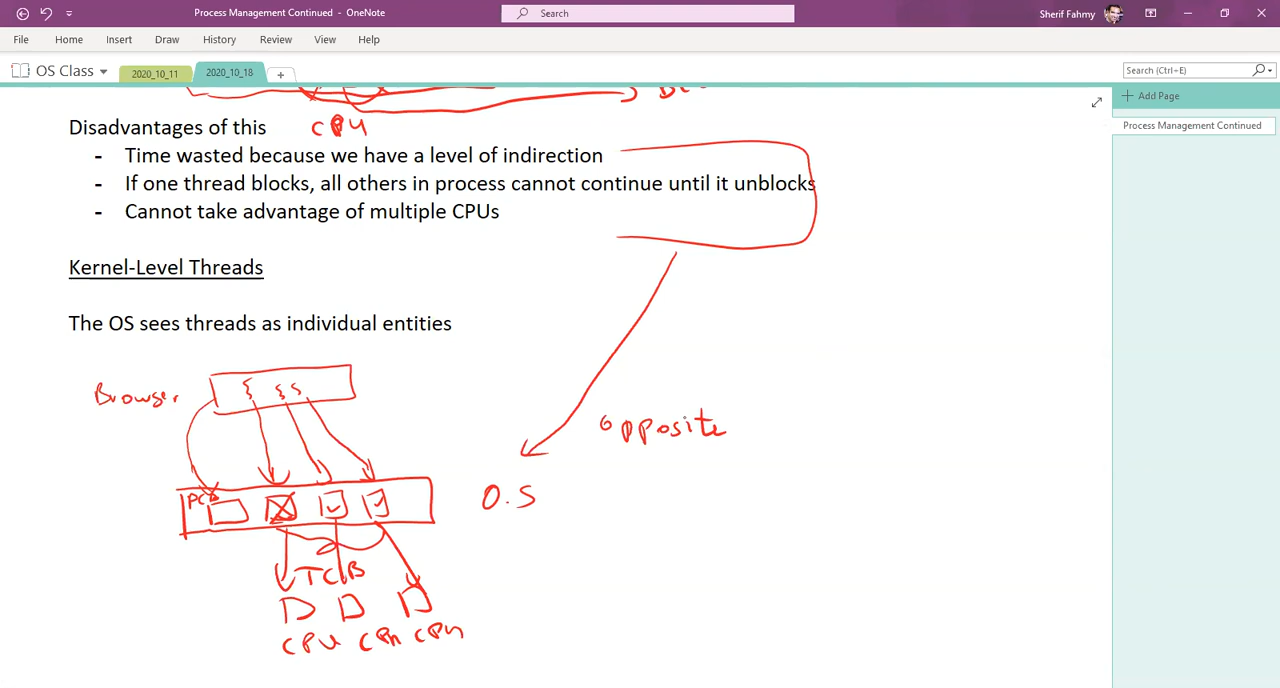 Process Management Continued - OneNote
Search
Sherif Fahmy
File Home Insert Draw History Review View Help
OS Class 2020_10_11 2020_10_18 +
Search (Ctrl+E)
Add Page
Process Management Continued
Disadvantages of this
CPU
- Time wasted because we have a level of indirection
- If one thread blocks, all others in process cannot continue until it unblocks
- Cannot take advantage of multiple CPUs
Kernel-Level Threads
The OS sees threads as individual entities
Browser
opposite
PCB
O.S
TCB
CPU CPU CPU